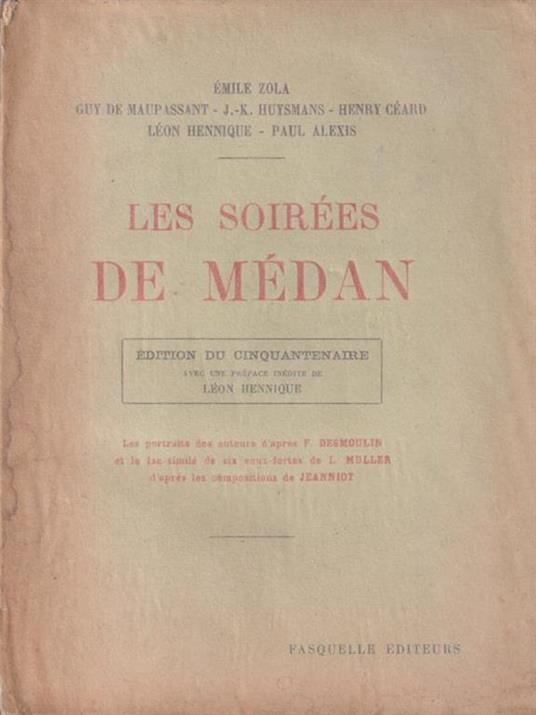 ÉMILE ZOLA
GUY DE MAUPASSANT - J.-K. HUYSMANS - HENRY CÉARD
LÉON HENNIQUE - PAUL ALEXIS
LES SOIRÉES
DE MÉDAN
ÉDITION DU CINQUANTENAIRE
AVEC UNE PRÉFACE INÉDITE DE
LÉON HENNIQUE
Les portraits des auteurs d'après F. DESMOULIN
et le fac-similé de six eaux-fortes de L. MULLER
d'après les compositions de JEANNIOT
FASQUELLE EDITEURS